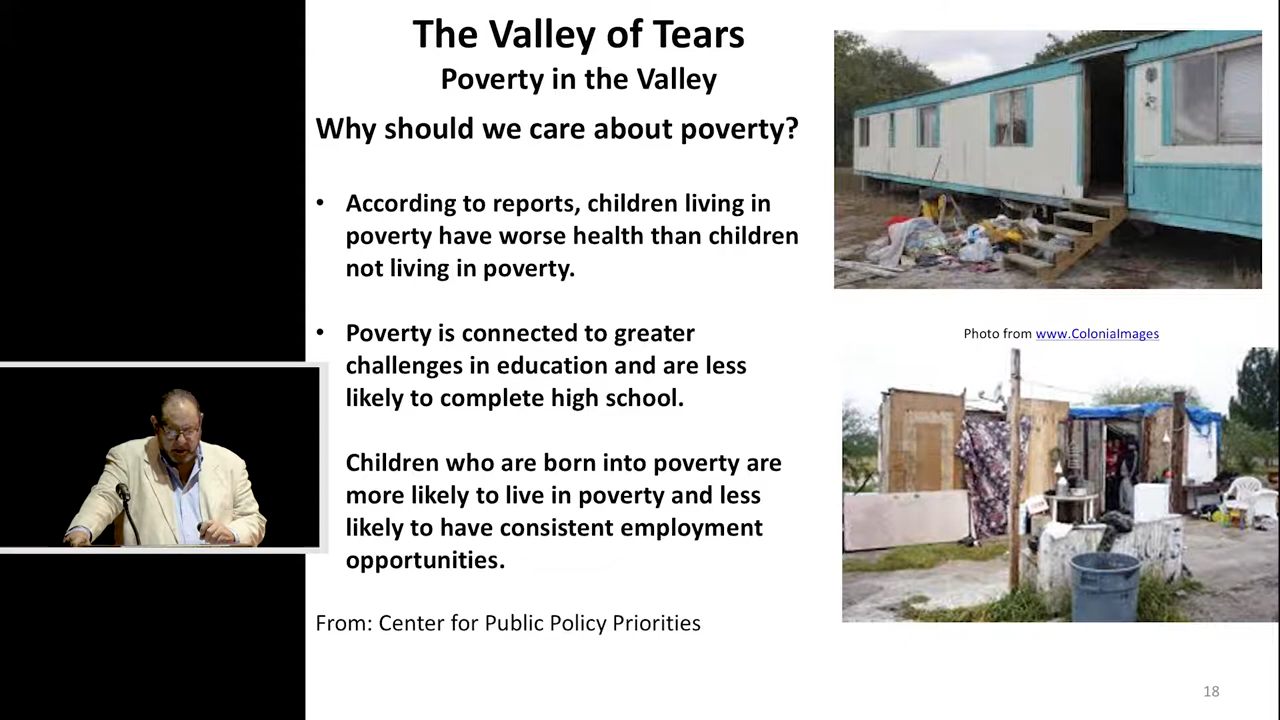 The Valley of Tears
Poverty in the Valley
Why should we care about poverty?
• According to reports, children living in
poverty have worse health than children
not living in poverty.
• Poverty is connected to greater
challenges in education and are less
likely to complete high school.
Children who are born into poverty are
more likely to live in poverty and less
likely to have consistent employment
opportunities.
From: Center for Public Policy Priorities
Photo from www.ColoniaImages
18